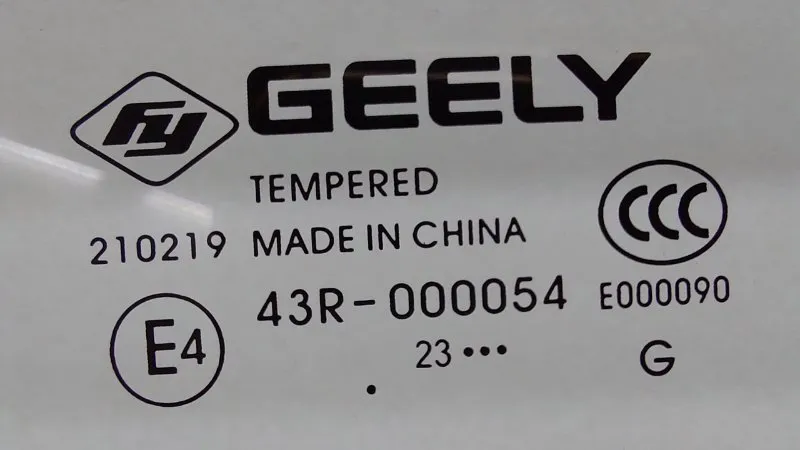 fy GEELY
TEMPERED
210219 MADE IN CHINA
CCC
43R-000054 E000090
E4
23 •••
G
.